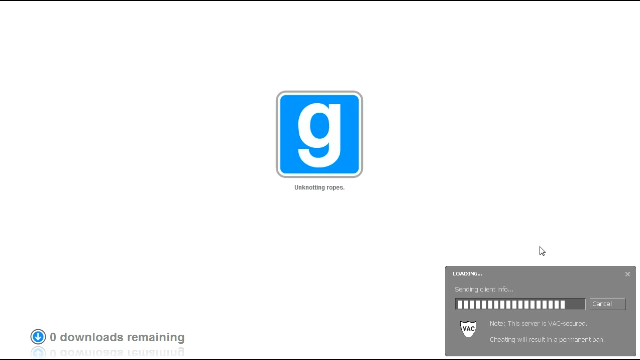 g
Unknotting ropes.
LOADING...
Sending client info...
Cancel
VAC
Note: This server is VAC-secured.
Cheating will result in a permanent ban.
0 downloads remaining